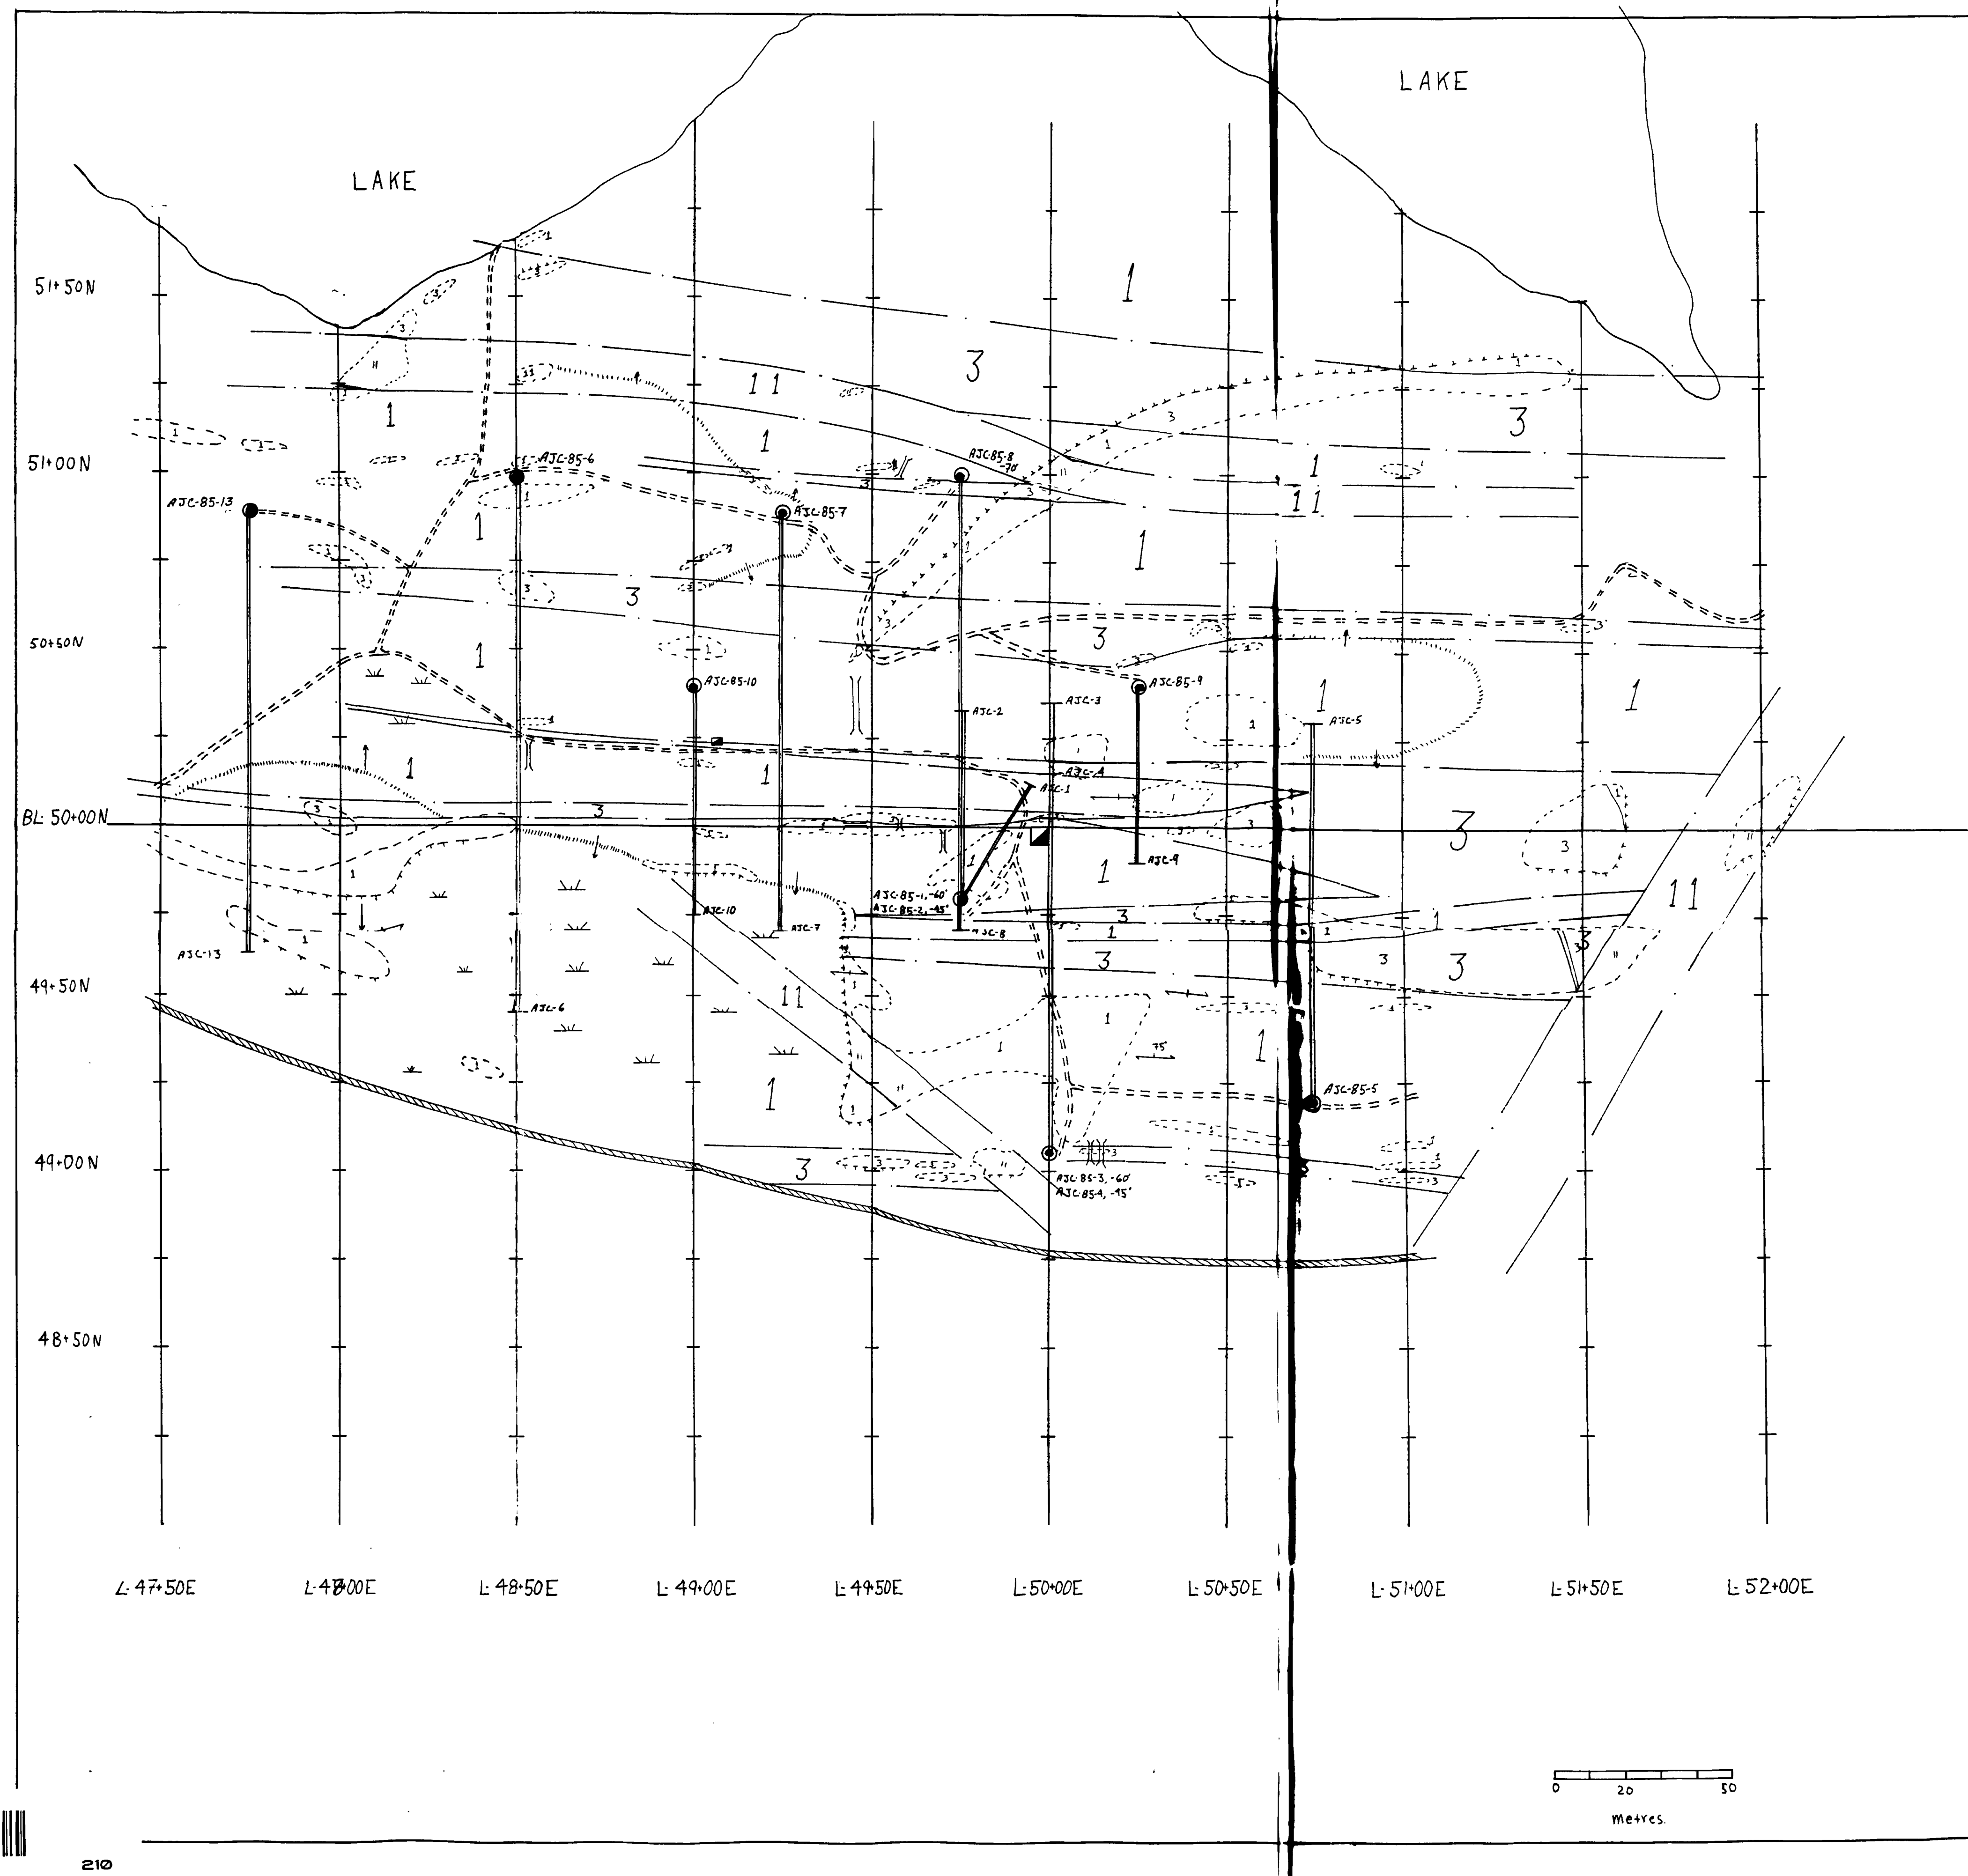 LAKE
LAKE
51+50N
1
3
11
3
1
1
51+00N
AJC-85-6
AJC-85-8
-70°
1
11
AJC-85-13
AJC-85-7
1
1
3
50+50N
1
3
AJC-85-10
AJC-85-9
AJC-2
AJC-3
1
AJC-5
1
1
1
AJC-4
AJC-1
BL: 50+00N
3
3
AJC-9
1
AJC-85-1, -60°
AJC-85-2, -45°
11
AJC-10
AJC-7
AJC-8
3
1
1
AJC-13
3
3
3
49+50N
11
AJC-6
1
75°
1
AJC-85-5
49+00N
3
AJC-85-3, -60°
AJC-85-4, -45°
48+50N
L-47+50E
L-48+00E
L-48+50E
L-49+00E
L-49+50E
L-50+00E
L-50+50E
L-51+00E
L-51+50E
L-52+00E
0 20 50
metres.
210